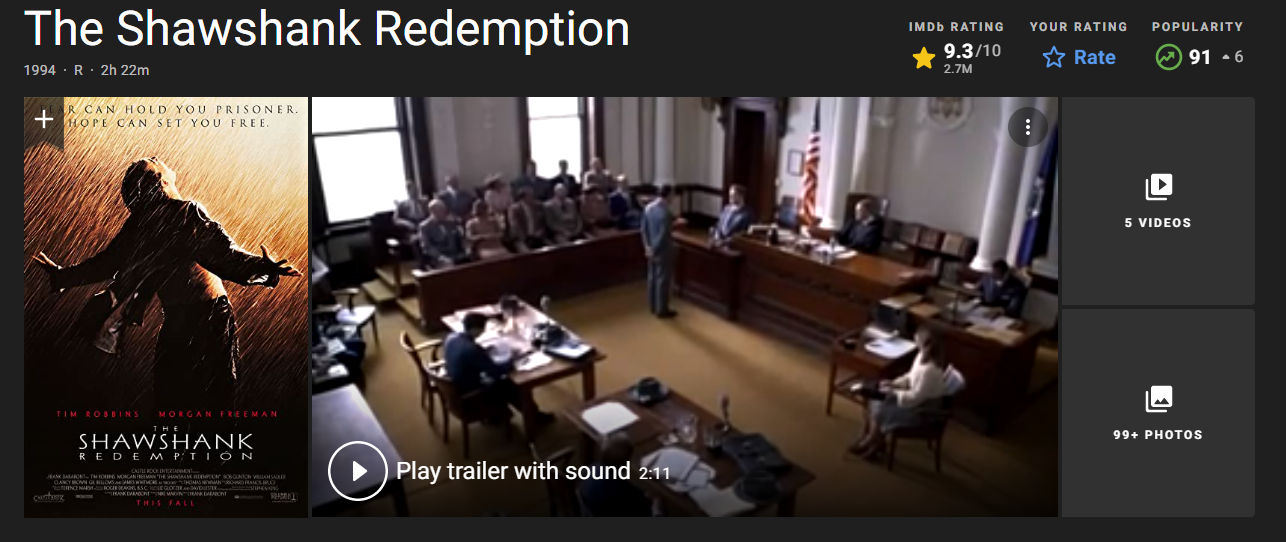 The Shawshank Redemption
1994 · R · 2h 22m
IMDb RATING
9.3/10
2.7M
YOUR RATING
Rate
POPULARITY
91
6
CAN HOLD YOU PRISONER.
HOPE CAN SET YOU FREE.
TIM ROBBINS MORGAN FREEMAN
THE
SHAWSHANK
REDEMPTION
THIS FALL
Play trailer with sound 2:11
5 VIDEOS
99+ PHOTOS